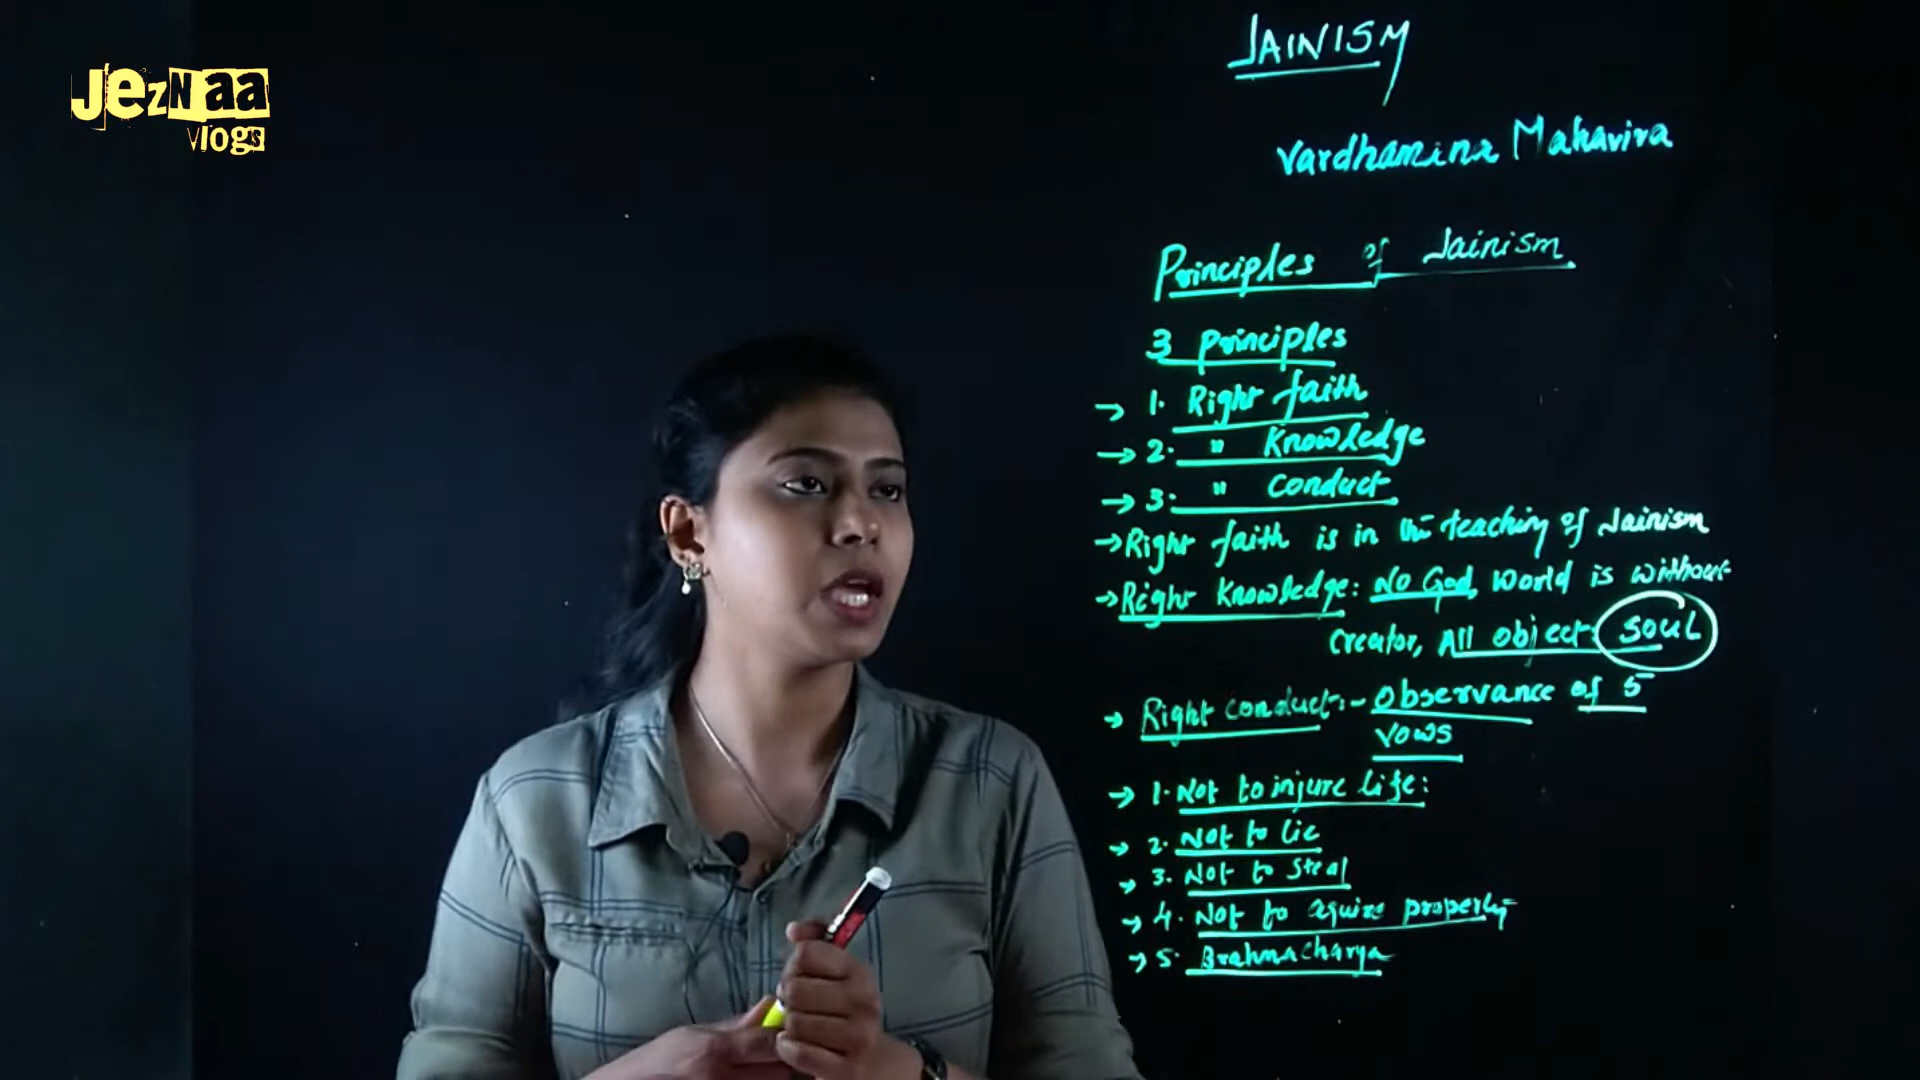 JEZNAA
vlogs
JAINISM
Vardhamana Mahavira
Principles of Jainism
3 Principles
→ 1. Right faith
→ 2. " Knowledge
→ 3. " Conduct
→ Right faith is in the teaching of Jainism
→ Right Knowledge: No God, World is without
Creator, All object: SOUL
→ Right conduct:- Observance of 5
vows
→ 1. Not to injure life:
→ 2. Not to lie
→ 3. Not to Steal
→ 4. Not to aquire property
→ 5. Brahmacharya